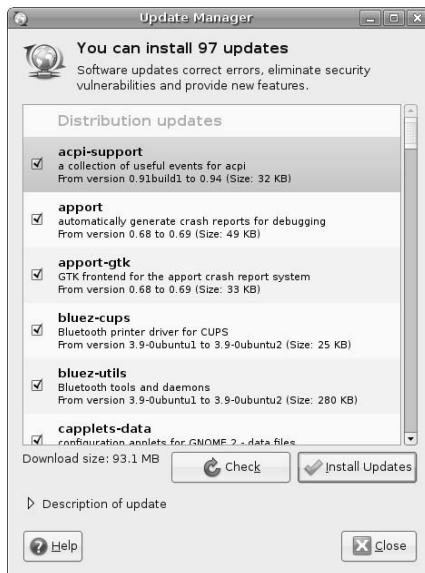 Update Manager
You can install 97 updates
Software updates correct errors, eliminate security
vulnerabilities and provide new features.
Distribution updates
acpi-support
a collection of useful events for acpi
From version 0.91build1 to 0.94 (Size: 32 KB)
apport
automatically generate crash reports for debugging
From version 0.68 to 0.69 (Size: 49 KB)
apport-gtk
GTK frontend for the apport crash report system
From version 0.68 to 0.69 (Size: 33 KB)
bluez-cups
Bluetooth printer driver for CUPS
From version 3.9-0ubuntu1 to 3.9-0ubuntu2 (Size: 25 KB)
bluez-utils
Bluetooth tools and daemons
From version 3.9-0ubuntu1 to 3.9-0ubuntu2 (Size: 280 KB)
capplets-data
configuration applets for GNOME 2 - data files
Download size: 93.1 MB
Check
Install Updates
Description of update
Help
Close